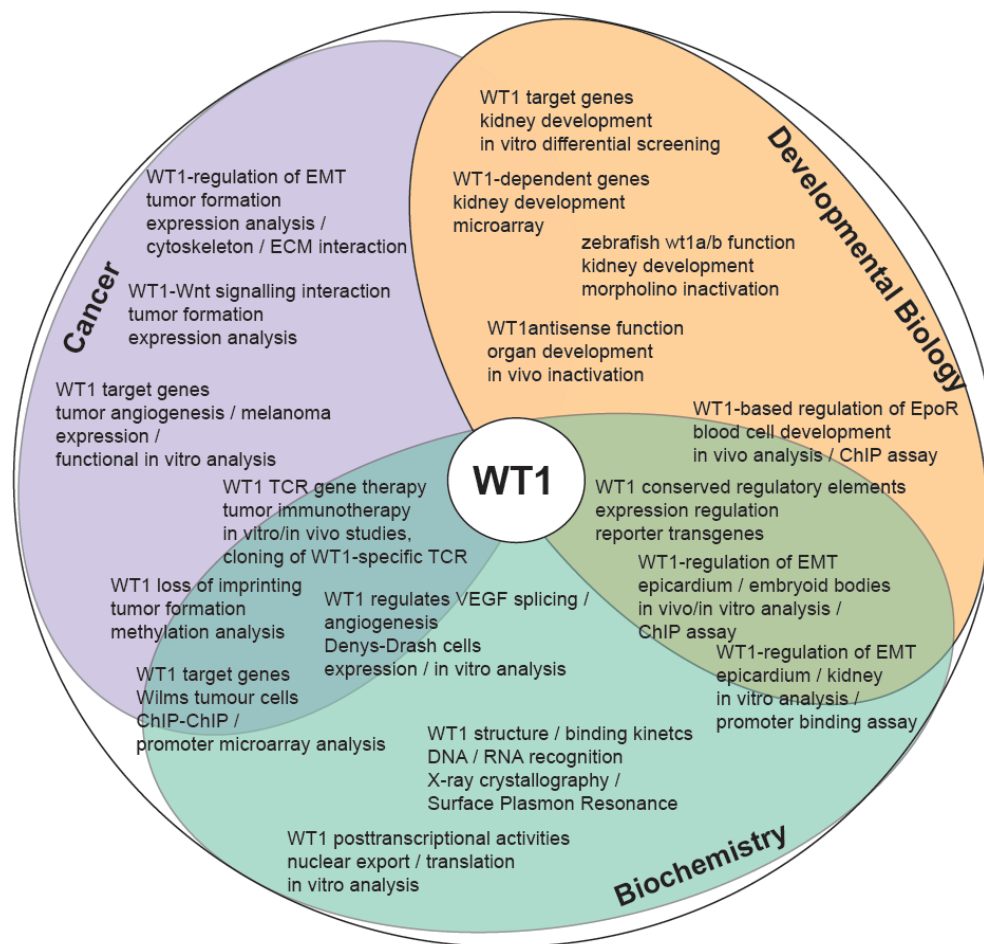 WT1 target genes
kidney development
in vitro differential screening
WT1-dependent genes
kidney development
microarray
zebrafish wt1a/b function
kidney development
morpholino inactivation
WT1antisense function
organ development
in vivo inactivation
Developmental Biology
WT1-regulation of EMT
tumor formation
expression analysis /
cytoskeleton / ECM interaction
Cancer
WT1-Wnt signalling interaction
tumor formation
expression analysis
WT1 target genes
tumor angiogenesis / melanoma
expression /
functional in vitro analysis
WT1
WT1-based regulation of EpoR
blood cell development
in vivo analysis / ChIP assay
WT1 TCR gene therapy
tumor immunotherapy
in vitro/in vivo studies,
cloning of WT1-specific TCR
WT1 conserved regulatory elements
expression regulation
reporter transgenes
WT1-regulation of EMT
epicardium / embryoid bodies
in vivo/in vitro analysis /
ChIP assay
WT1 loss of imprinting
tumor formation
methylation analysis
WT1 regulates VEGF splicing /
angiogenesis
Denys-Drash cells
expression / in vitro analysis
WT1-regulation of EMT
epicardium / kidney
in vitro analysis /
promoter binding assay
WT1 target genes
Wilms tumour cells
ChIP-ChIP /
promoter microarray analysis
WT1 structure / binding kinetcs
DNA / RNA recognition
X-ray crystallography /
Surface Plasmon Resonance
WT1 posttranscriptional activities
nuclear export / translation
in vitro analysis
Biochemistry